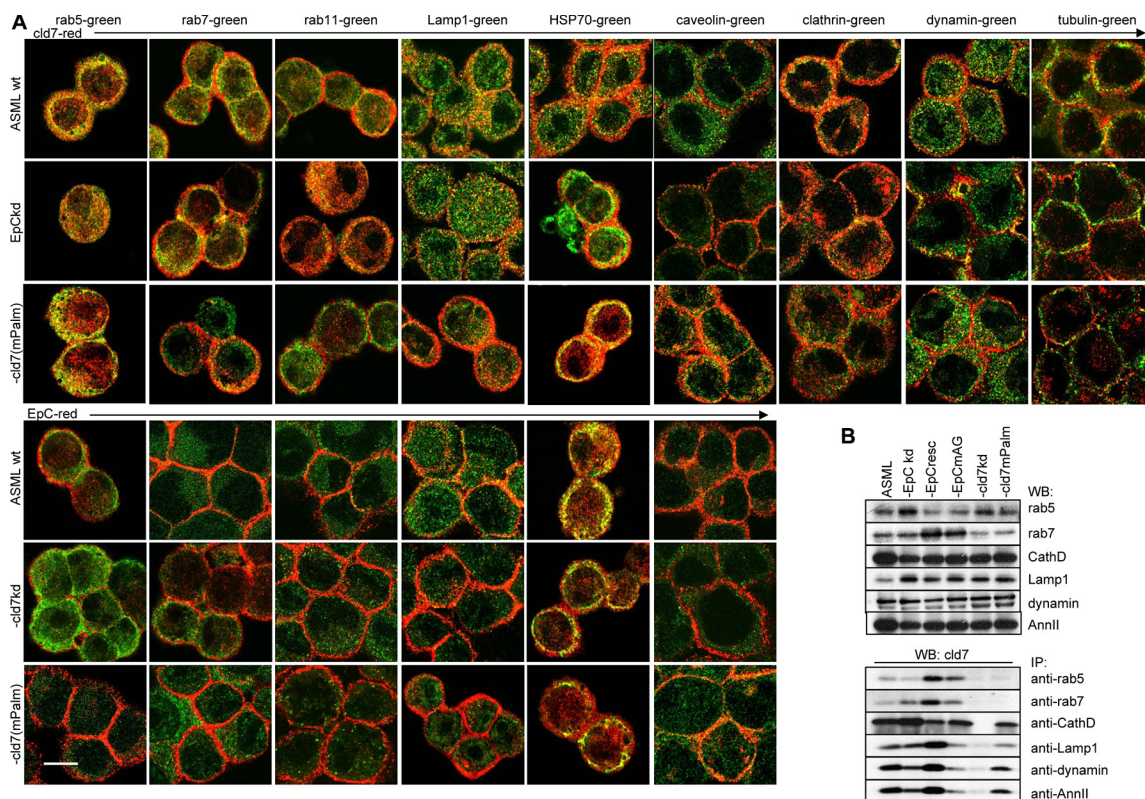 A
rab5-green rab7-green rab11-green Lamp1-green HSP70-green caveolin-green clathrin-green dynamin-green tubulin-green
cld7-red
ASML wt
EpCkd
-cld7(mPalm)
EpC-red
ASML wt
-cld7kd
-cld7(mPalm)
B
ASML -EpC kd -EpCresc -EpCmAG -cld7kd -cld7mPalm
WB:
rab5
rab7
CathD
Lamp1
dynamin
AnnII
WB: cld7
IP:
anti-rab5
anti-rab7
anti-CathD
anti-Lamp1
anti-dynamin
anti-AnnII